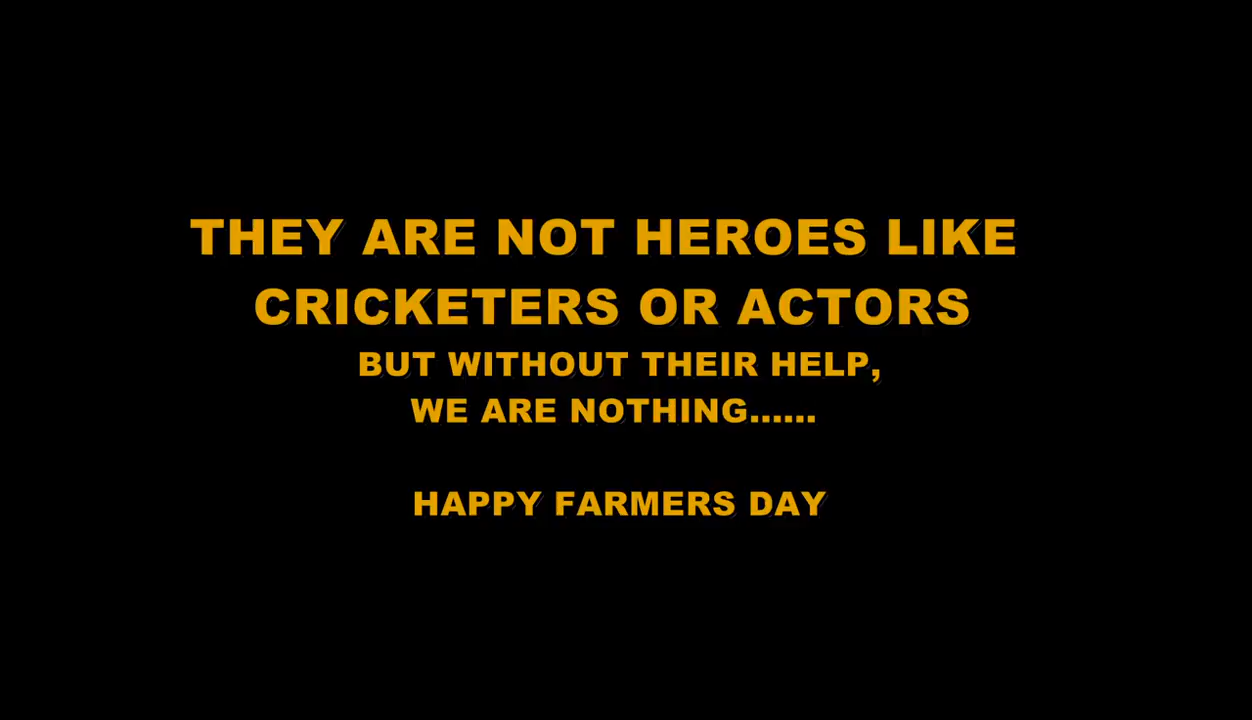 THEY ARE NOT HEROES LIKE
CRICKETERS OR ACTORS
BUT WITHOUT THEIR HELP,
WE ARE NOTHING......
HAPPY FARMERS DAY